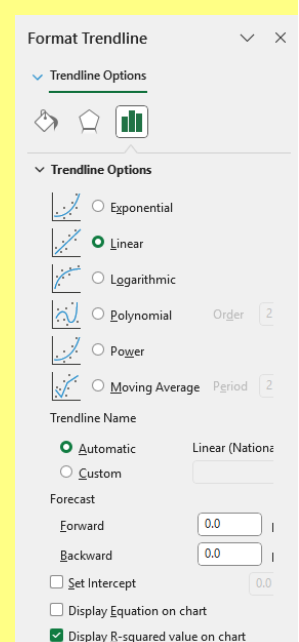 Format Trendline
Trendline Options
Trendline Options
Exponential
Linear
Logarithmic
Polynomial Order 2
Power
Moving Average Period 2
Trendline Name
Automatic Linear (Nationa
Custom
Forecast
Forward 0.0
Backward 0.0
Set Intercept 0.0
Display Equation on chart
Display R-squared value on chart